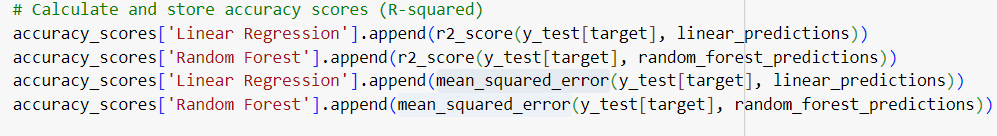 # Calculate and store accuracy scores (R-squared)
accuracy_scores['Linear Regression'].append(r2_score(y_test[target], linear_predictions))
accuracy_scores['Random Forest'].append(r2_score(y_test[target], random_forest_predictions))
accuracy_scores['Linear Regression'].append(mean_squared_error(y_test[target], linear_predictions))
accuracy_scores['Random Forest'].append(mean_squared_error(y_test[target], random_forest_predictions))